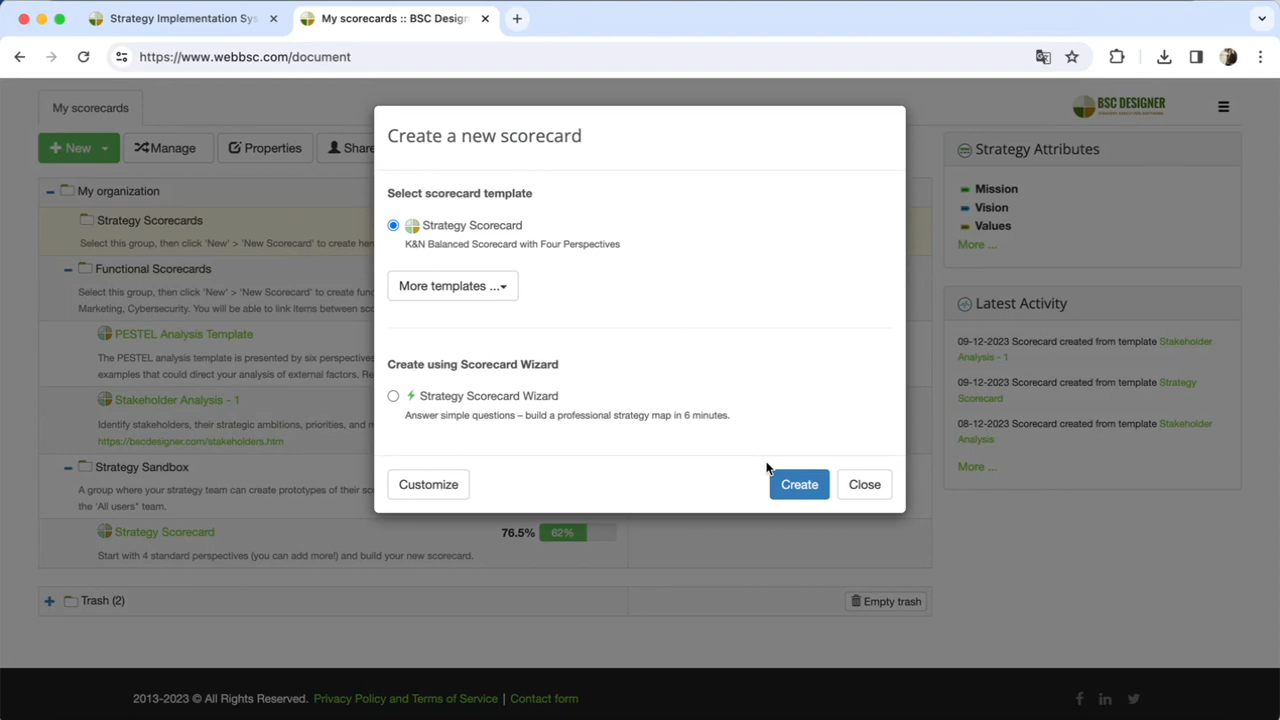 Strategy Implementation Sys
My scorecards :: BSC Design
https://www.webbsc.com/document
My scorecards
BSC DESIGNER
New
Manage
Properties
Share
My organization
Strategy Scorecards
Select this group, then click 'New' > 'New Scorecard' to create her
Functional Scorecards
Select this group, then click 'New' > 'New Scorecard' to create func
Marketing, Cybersecurity. You will be able to link items between sco
PESTEL Analysis Template
The PESTEL analysis template is presented by six perspectives
examples that could direct your analysis of external factors. Re
Stakeholder Analysis - 1
Identify stakeholders, their strategic ambitions, priorities, and m
https://bscdesigner.com/stakeholders.htm
Strategy Sandbox
A group where your strategy team can create prototypes of their sc
the 'All users" team.
Strategy Scorecard
76.5%
62%
Start with 4 standard perspectives (you can add more!) and build your new scorecard.
Trash (2)
Empty trash
Create a new scorecard
Select scorecard template
Strategy Scorecard
K&N Balanced Scorecard with Four Perspectives
More templates ...
Create using Scorecard Wizard
Strategy Scorecard Wizard
Answer simple questions – build a professional strategy map in 6 minutes.
Customize
Create
Close
Strategy Attributes
Mission
Vision
Values
More ...
Latest Activity
09-12-2023 Scorecard created from template Stakeholder
Analysis - 1
09-12-2023 Scorecard created from template Strategy
Scorecard
08-12-2023 Scorecard created from template Stakeholder
Analysis
More ...
2013-2023 © All Rights Reserved. Privacy Policy and Terms of Service | Contact form